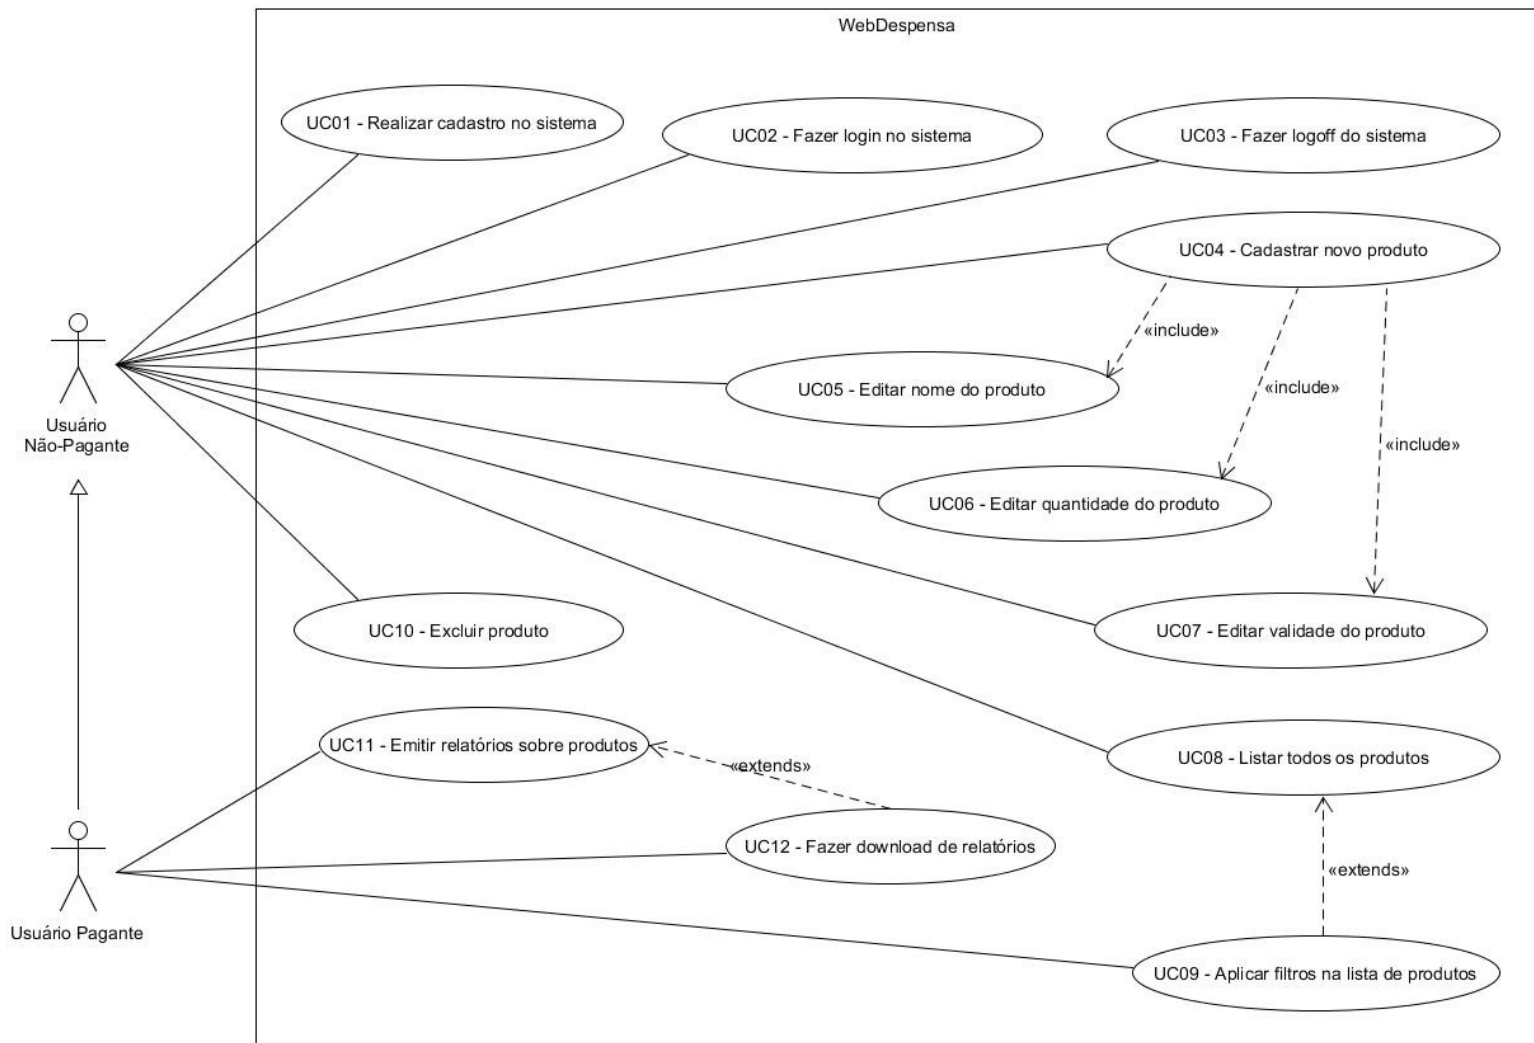 WebDespensa
UC01 - Realizar cadastro no sistema
UC02 - Fazer login no sistema
UC03 - Fazer logoff do sistema
UC04 - Cadastrar novo produto
«include»
UC05 - Editar nome do produto
«include»
Usuário
Não-Pagante
«include»
UC06 - Editar quantidade do produto
UC10 - Excluir produto
UC07 - Editar validade do produto
UC11 - Emitir relatórios sobre produtos
«extends»
UC08 - Listar todos os produtos
UC12 - Fazer download de relatórios
«extends»
Usuário Pagante
UC09 - Aplicar filtros na lista de produtos